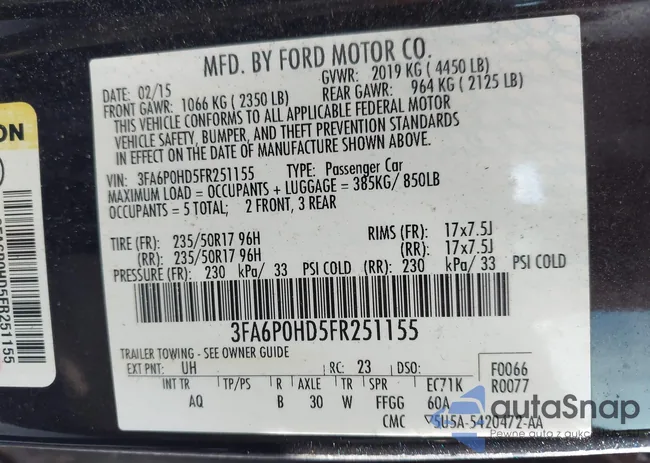 MFD. BY FORD MOTOR CO.
DATE: 02/15 GVWR: 2019 KG (4450 LB)
FRONT GAWR: 1066 KG (2350 LB) REAR GAWR: 964 KG (2125 LB)
THIS VEHICLE CONFORMS TO ALL APPLICABLE FEDERAL MOTOR
VEHICLE SAFETY, BUMPER, AND THEFT PREVENTION STANDARDS
IN EFFECT ON THE DATE OF MANUFACTURE SHOWN ABOVE.
VIN: 3FA6P0HD5FR251155 TYPE: Passenger Car
MAXIMUM LOAD = OCCUPANTS + LUGGAGE = 385KG/ 850LB
OCCUPANTS = 5 TOTAL; 2 FRONT, 3 REAR
TIRE (FR): 235/50R17 96H RIMS (FR): 17x7.5J
(RR): 235/50R17 96H (RR): 17x7.5J
PRESSURE (FR): 230 kPa/ 33 PSI COLD (RR): 230 kPa/ 33 PSI COLD
3FA6P0HD5FR251155
TRAILER TOWING - SEE OWNER GUIDE
EXT PNT: UH RC: 23 DSO: F0066
INT TR TP/PS R AXLE TR SPR EC71K R0077
AQ B 30 W FFGG 60A
CMC 5U5A-5420472-AA
autoSnap
Pewne auto z aukcji
ON